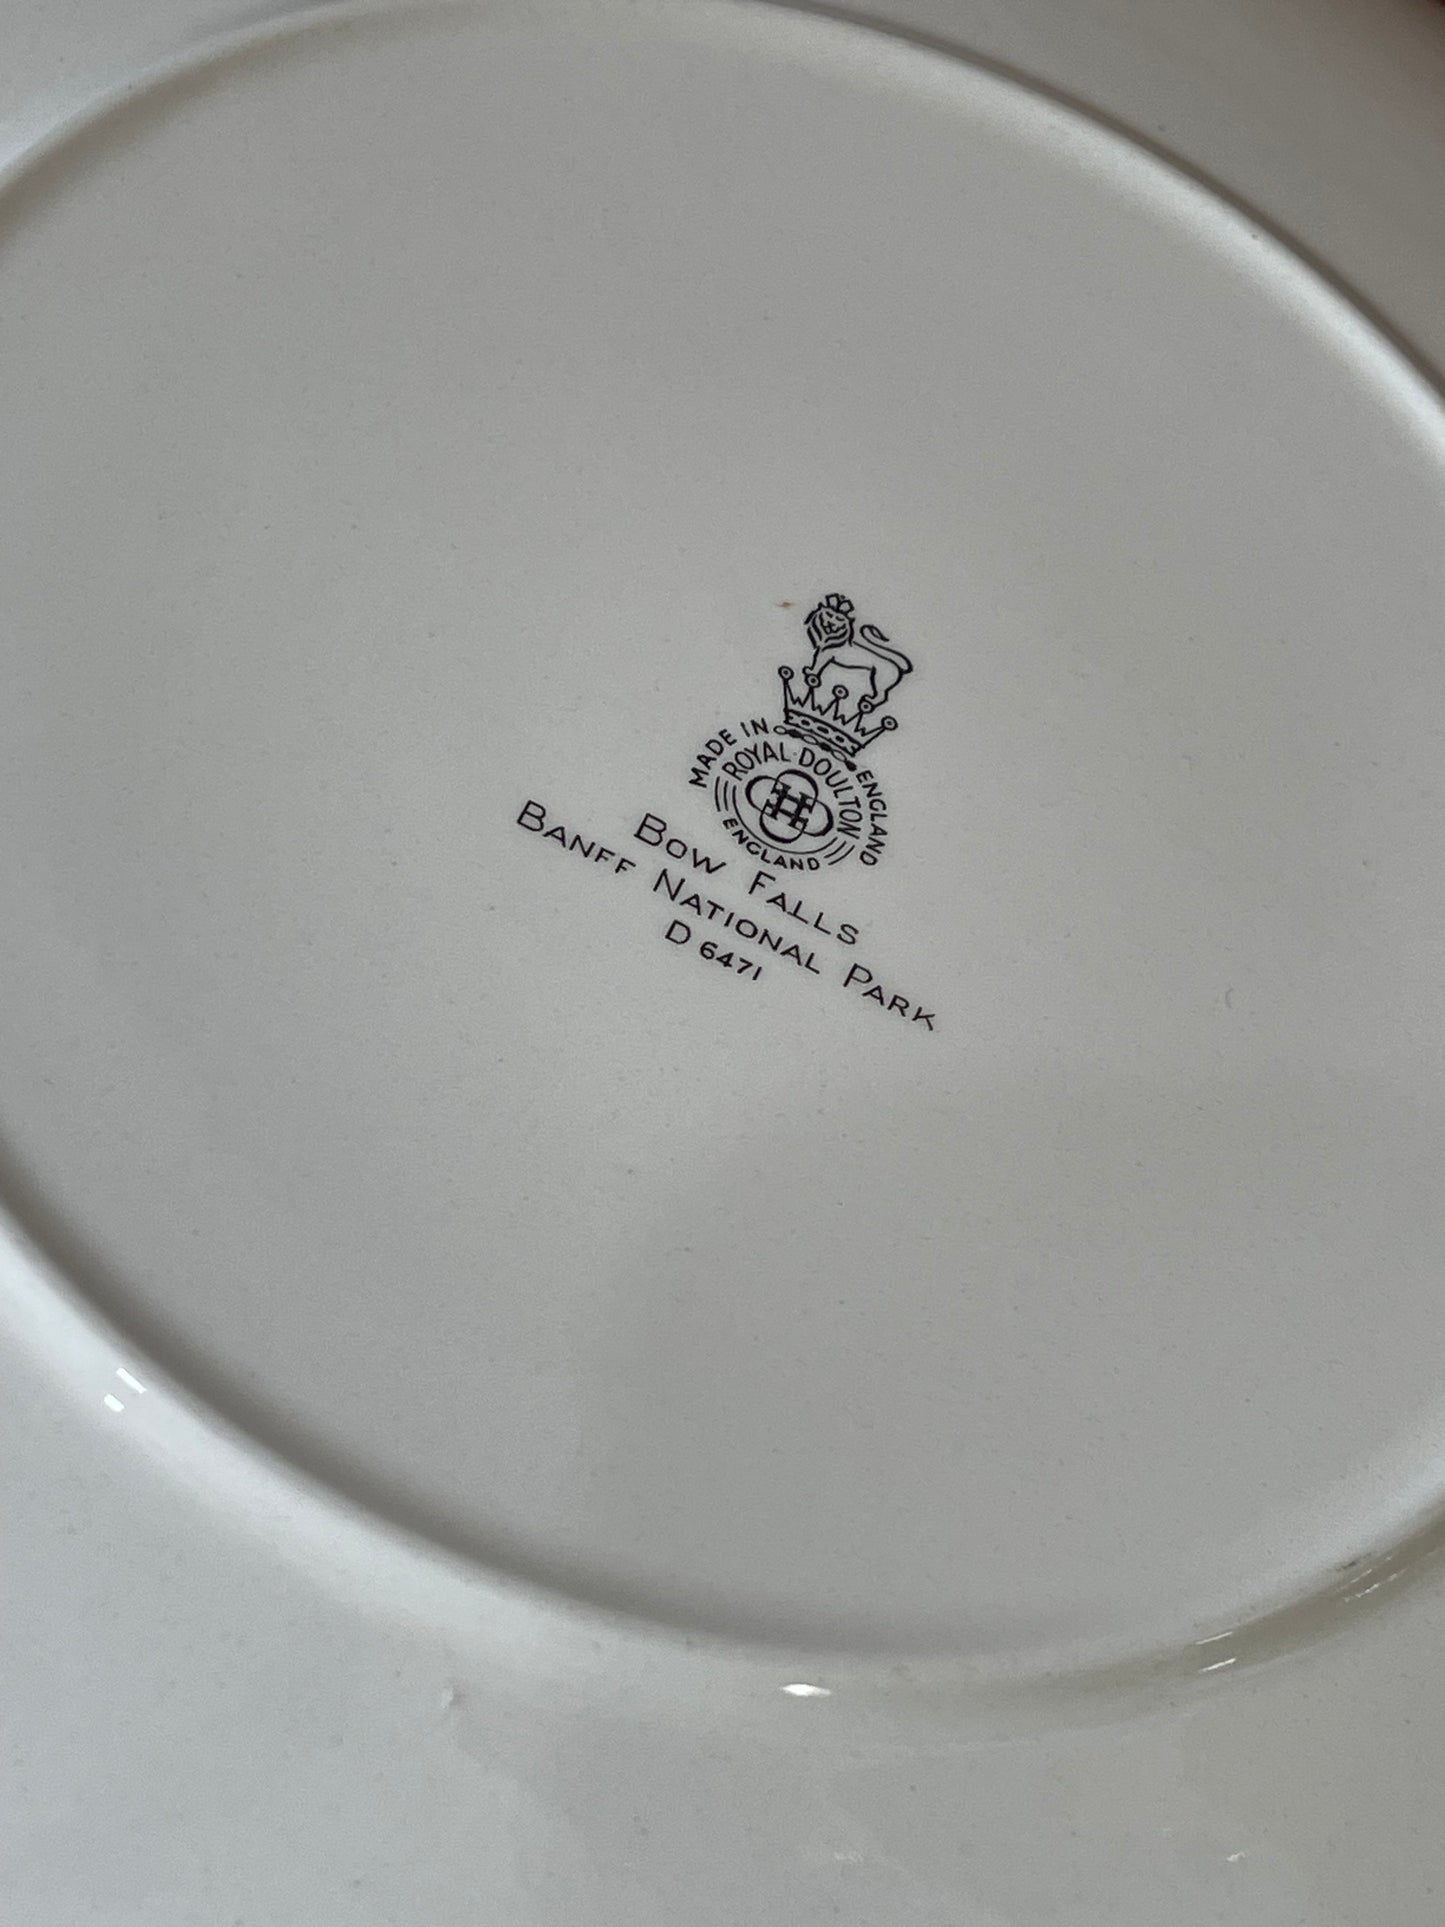 MADE IN ENGLAND
ROYAL·DOULTON
ENGLAND
BOW FALLS
BANFF NATIONAL PARK
D 6471